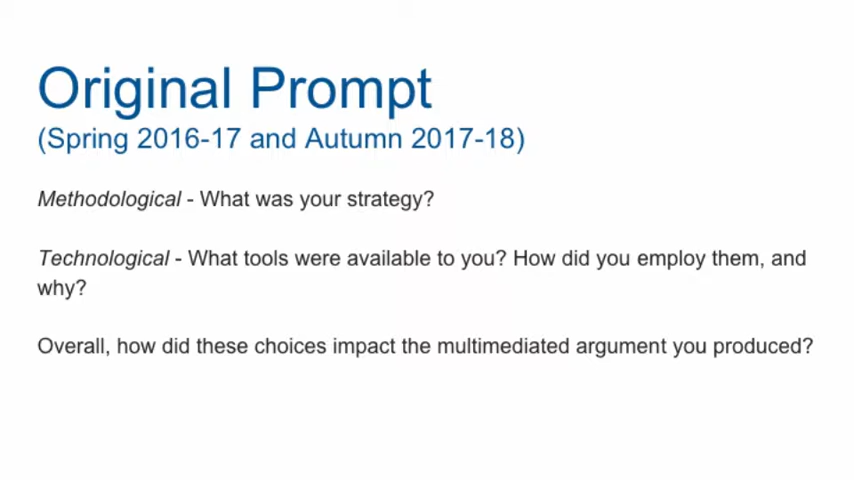 Original Prompt
(Spring 2016-17 and Autumn 2017-18)
Methodological - What was your strategy?
Technological - What tools were available to you? How did you employ them, and
why?
Overall, how did these choices impact the multimediated argument you produced?